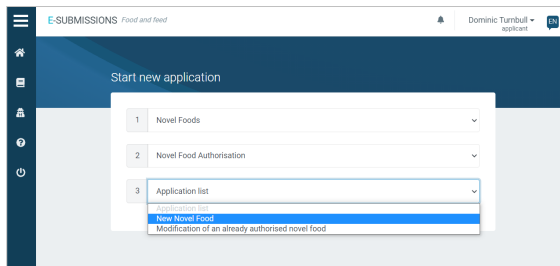 E-SUBMISSIONS Food and feed
Dominic Turnbull
EN
applicant
Start new application
1 Novel Foods
2 Novel Food Authorisation
3 Application list
Application list
New Novel Food
Modification of an already authorised novel food